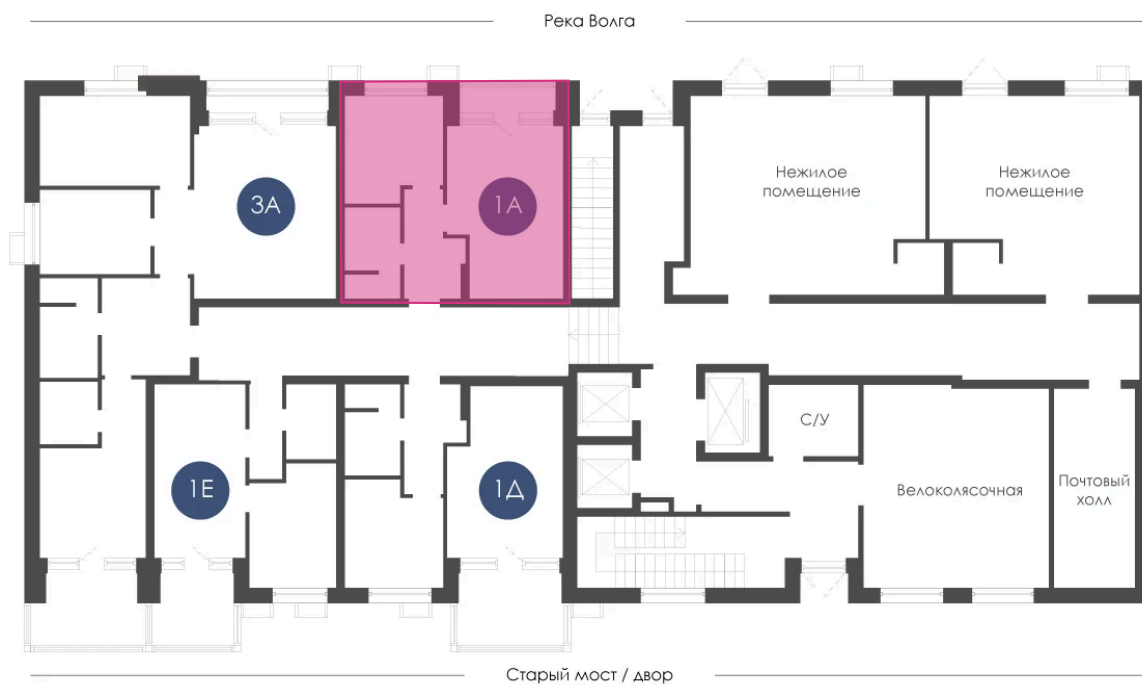 Река Волга
Нежилое
помещение
Нежилое
помещение
3А
1А
С/У
1Е
1Д
Велоколясочная
Почтовый
холл
Старый мост / двор